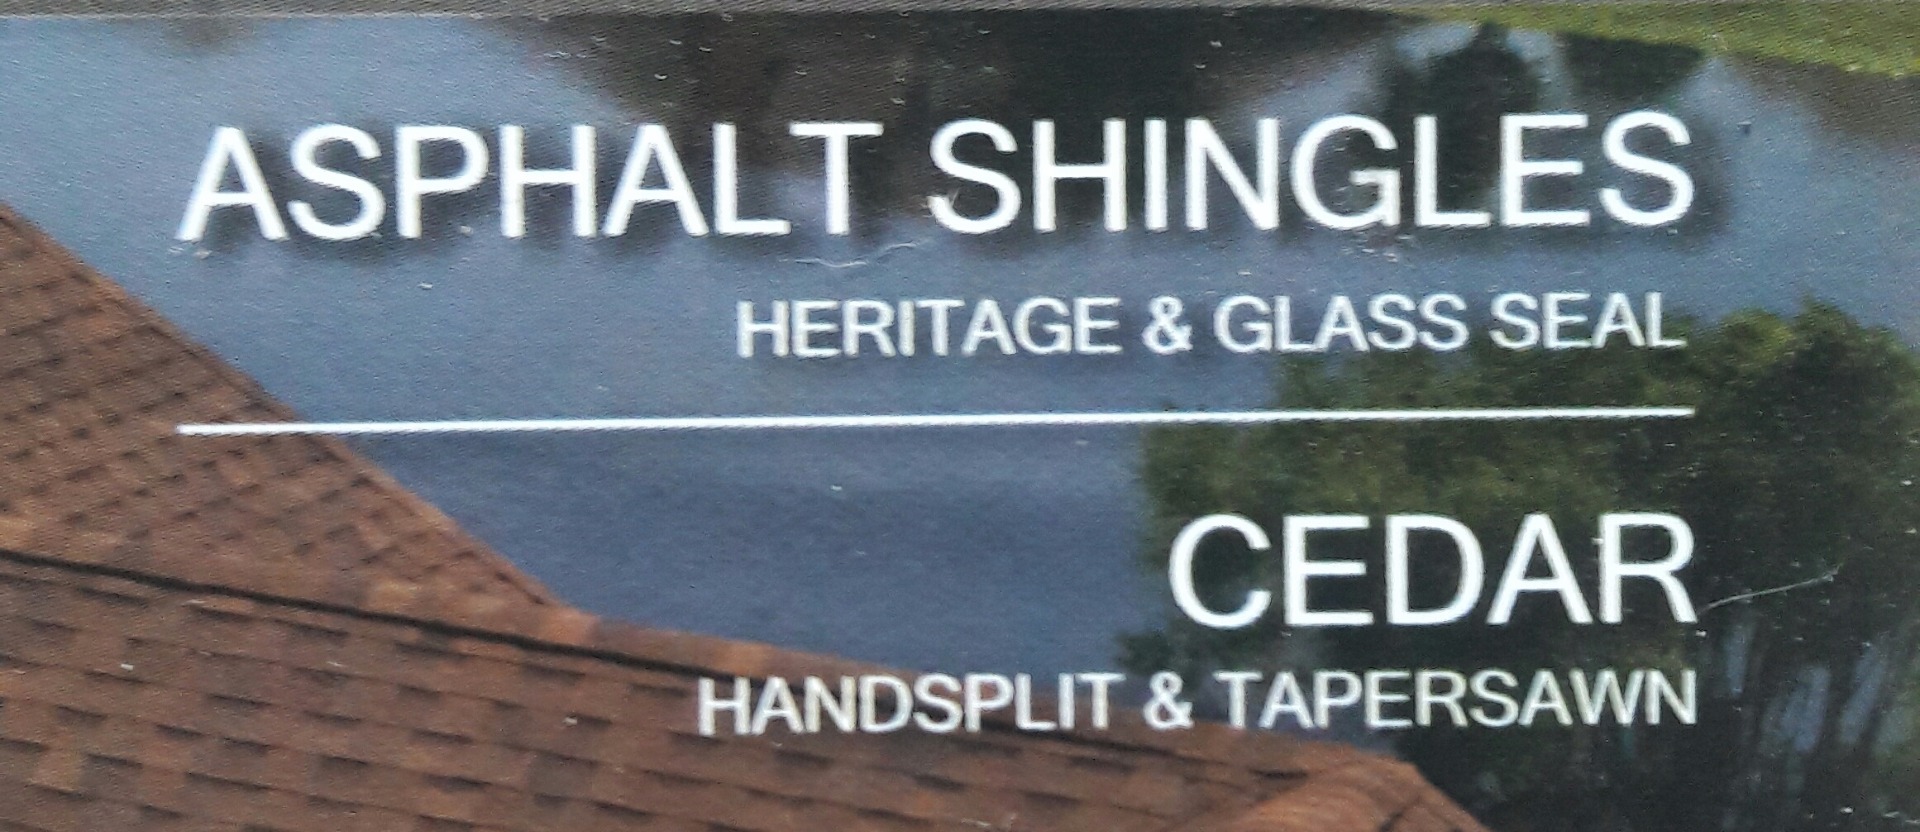 ASPHALT SHINGLES
HERITAGE & GLASS SEAL
CEDAR
HANDSPLIT & TAPERSAWN